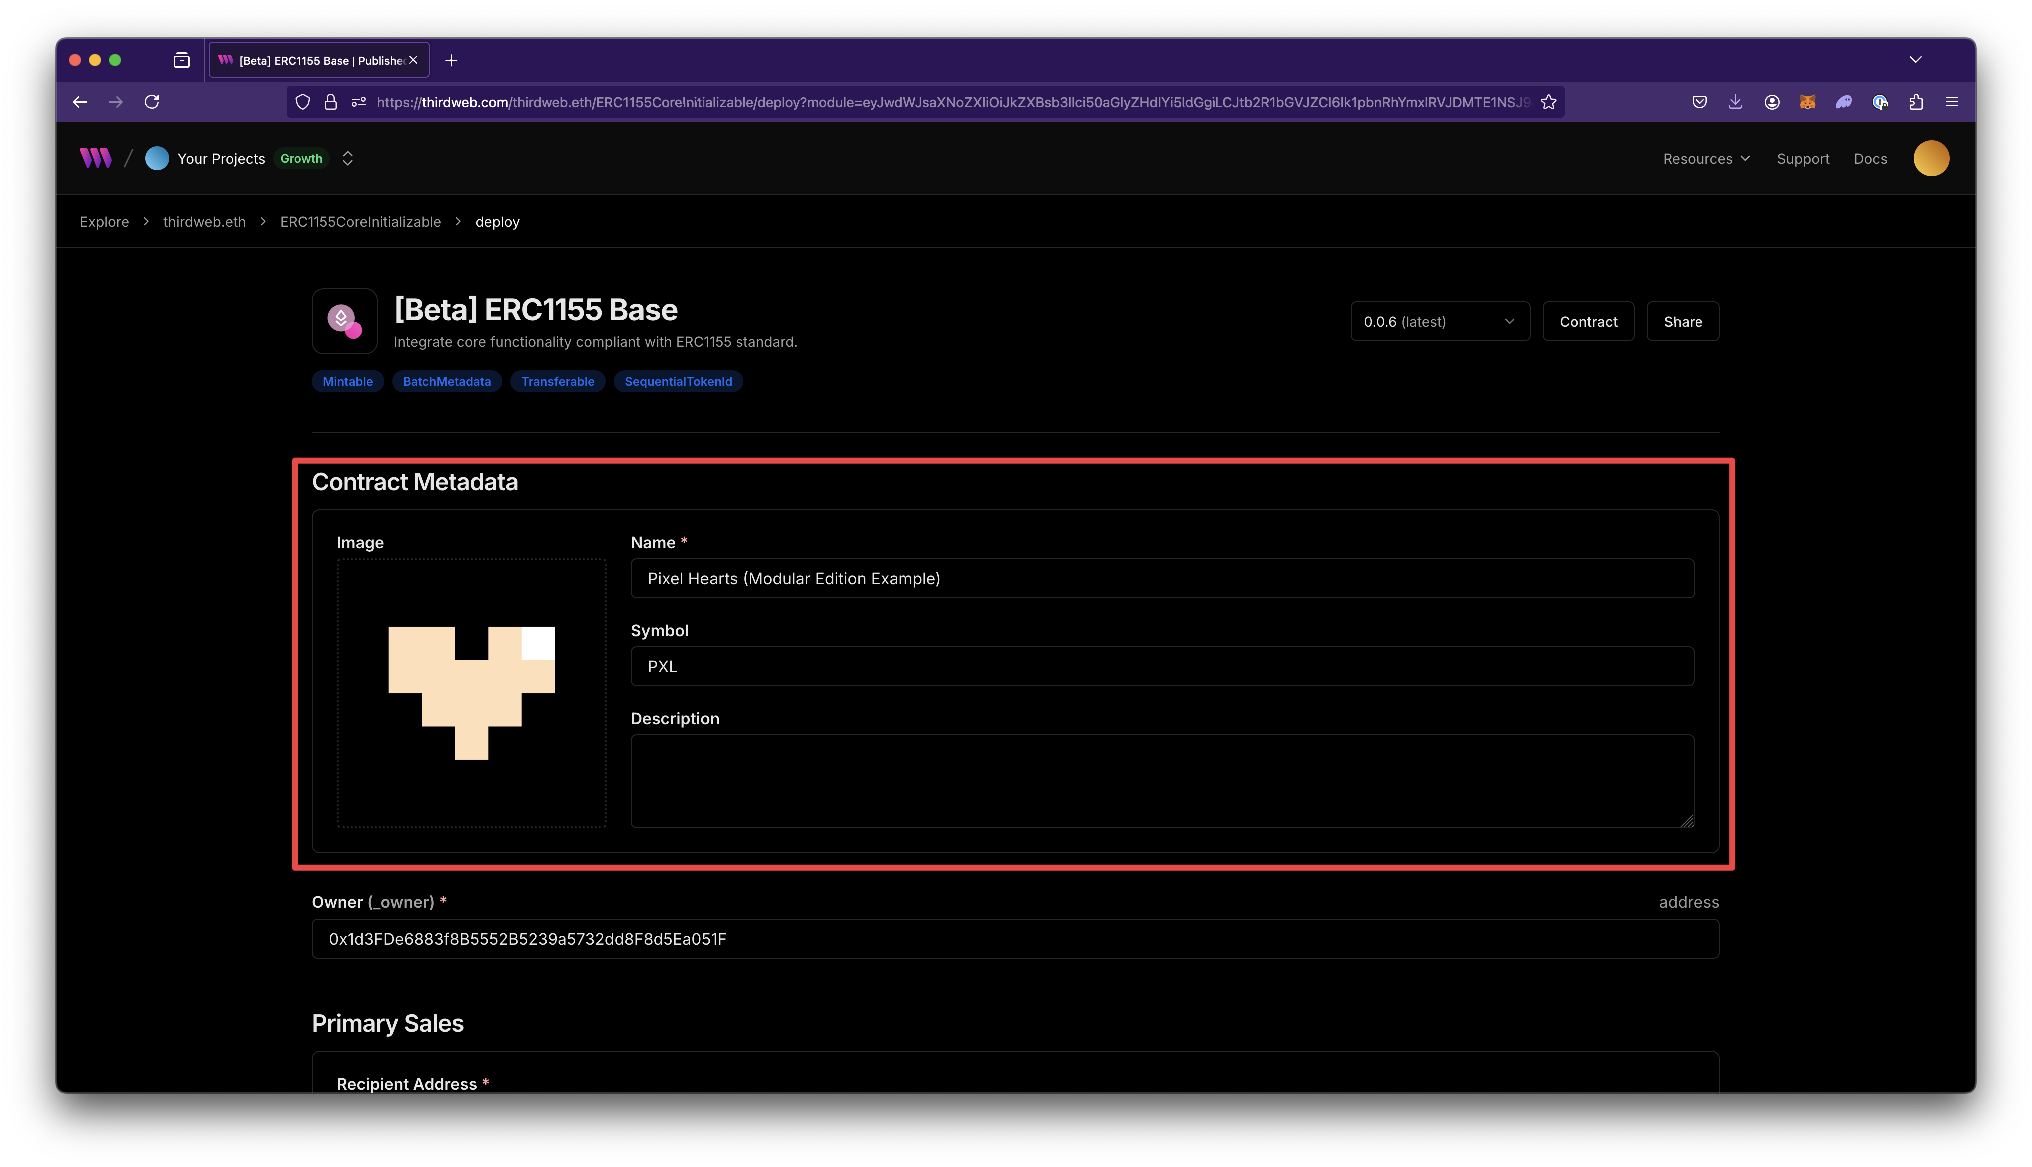 [Beta] ERC1155 Base | Publishe
https://thirdweb.com/thirdweb.eth/ERC1155CoreInitializable/deploy?module=
Your Projects Growth
Resources Support Docs
Explore > thirdweb.eth > ERC1155CoreInitializable > deploy
[Beta] ERC1155 Base
Integrate core functionality compliant with ERC1155 standard.
0.0.6 (latest) Contract Share
Mintable BatchMetadata Transferable SequentialTokenId
Contract Metadata
Image
Name *
Pixel Hearts (Modular Edition Example)
Symbol
PXL
Description
Owner (_owner) * address
0x1d3FDe6883f8B5552B5239a5732dd8F8d5Ea051F
Primary Sales
Recipient Address *